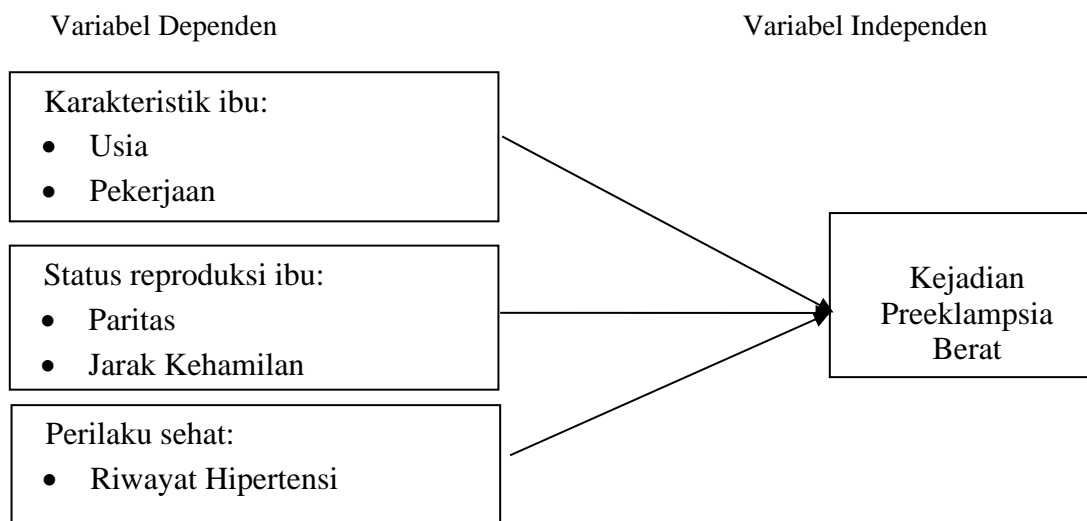 Variabel Dependen
Variabel Independen
Karakteristik ibu:
• Usia
• Pekerjaan
Status reproduksi ibu:
• Paritas
• Jarak Kehamilan
Perilaku sehat:
• Riwayat Hipertensi
Kejadian
Preeklampsia
Berat